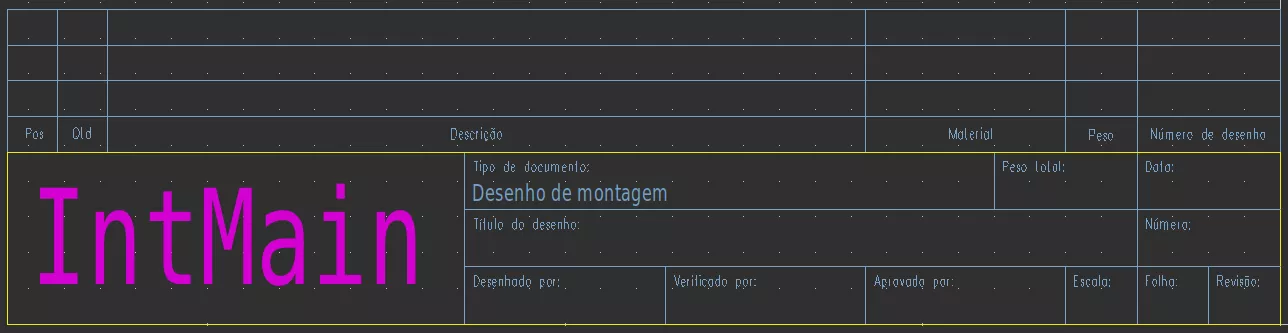 Pos Qtd Descrição Material Peso Número de desenho
IntMain
Tipo de documento: Peso total: Data:
Desenho de montagem
Título do desenho: Número:
Desenhado por: Verificado por: Aprovado por: Escala: Folha: Revisão: